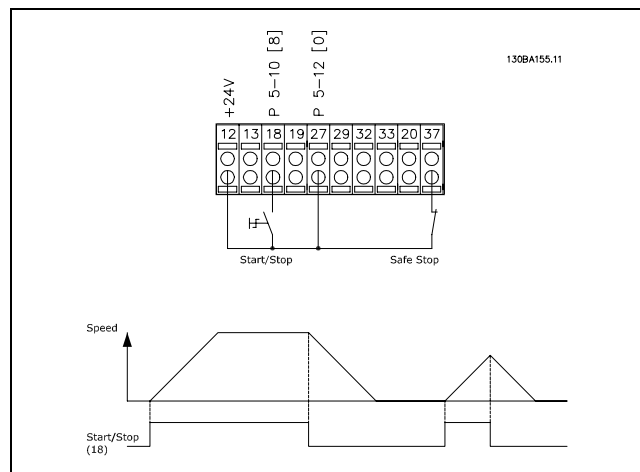 130BA155.11
+24V
P 5-10 [8]
P 5-12 [0]
12 13 18 19 27 29 32 33 20 37
Start/Stop
Safe Stop
Speed
Start/Stop
(18)